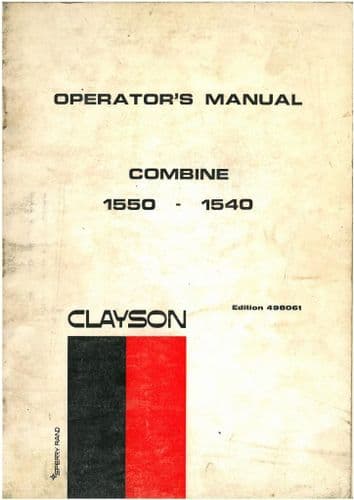 OPERATOR'S MANUAL
COMBINE
1550 - 1540
Edition 498061
CLAYSON
SPERRY RAND